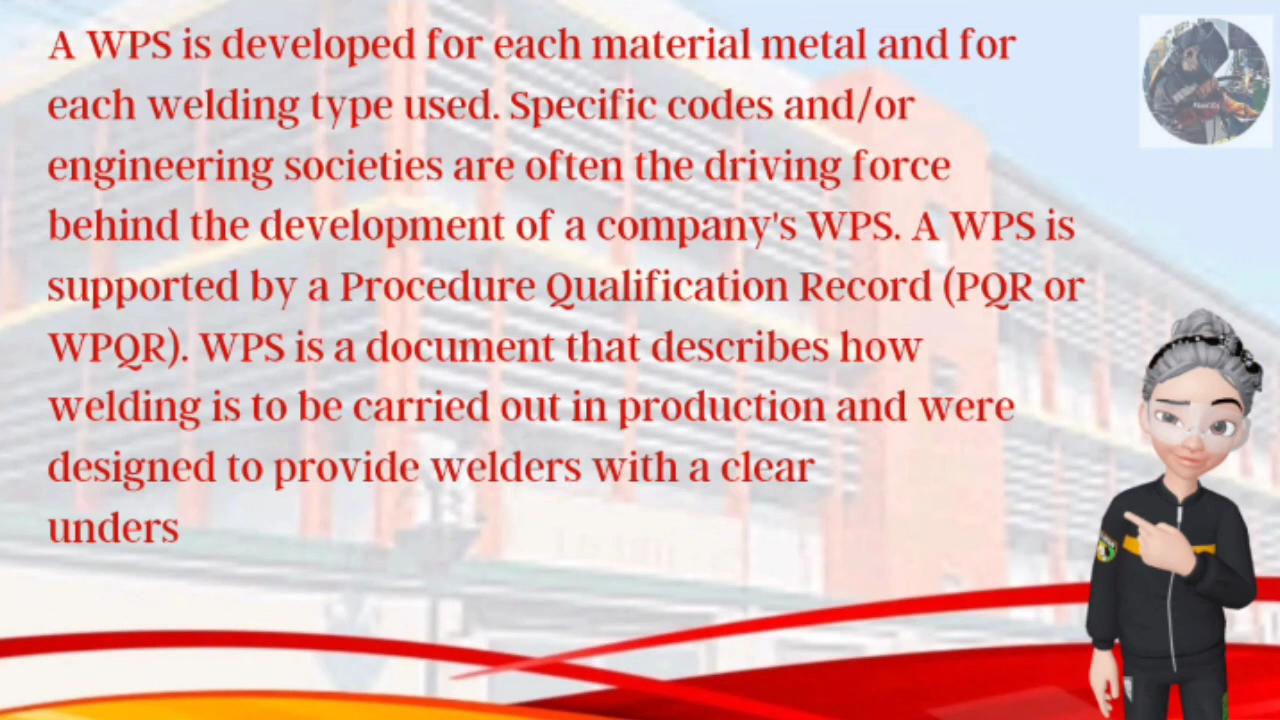 A WPS is developed for each material metal and for
each welding type used. Specific codes and/or
engineering societies are often the driving force
behind the development of a company's WPS. A WPS is
supported by a Procedure Qualification Record (PQR or
WPQR). WPS is a document that describes how
welding is to be carried out in production and were
designed to provide welders with a clear
unders